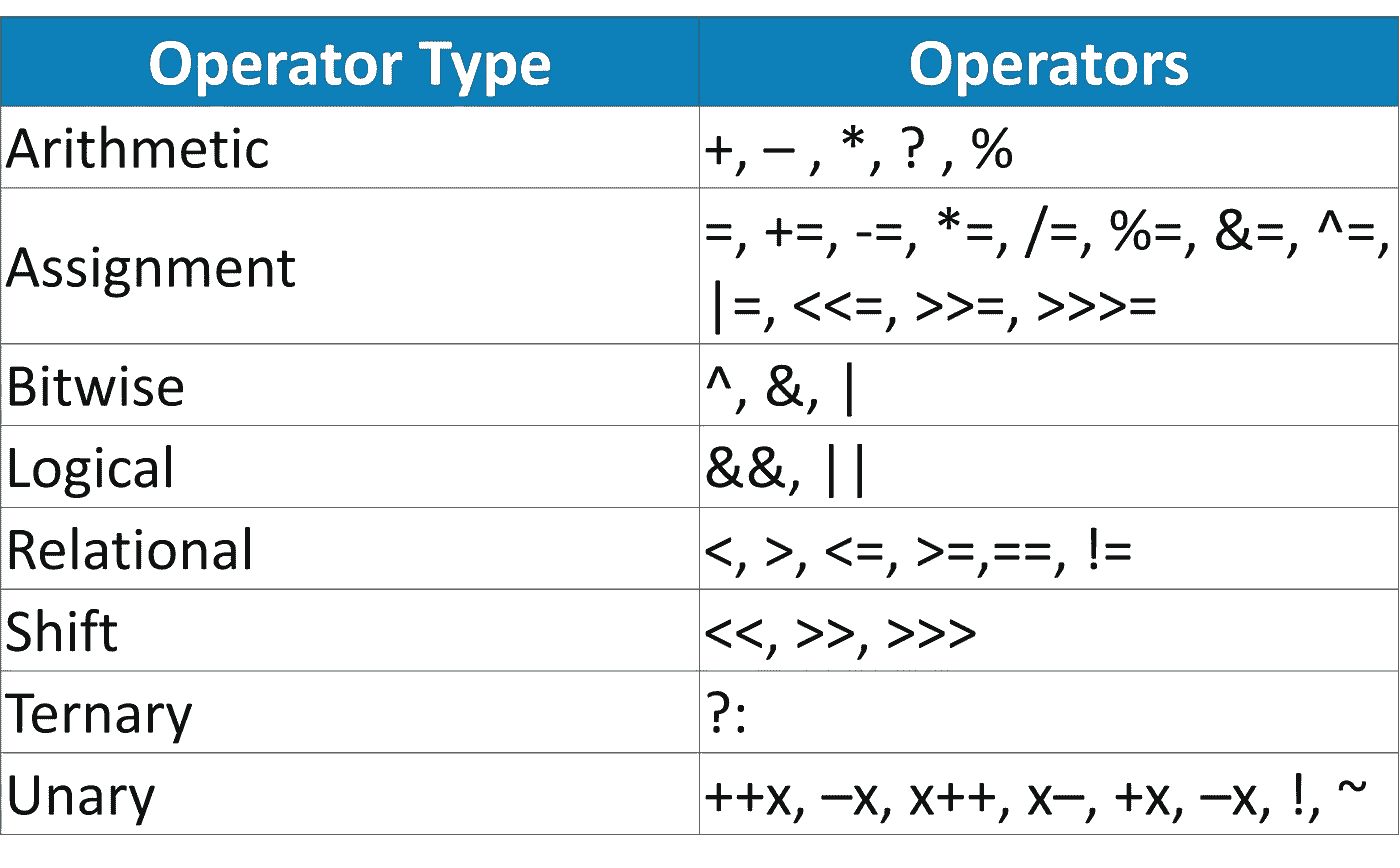 Operator Type Operators
Arithmetic +, – , *, ? , %
Assignment =, +=, -=, *=, /=, %=, &=, ^=,
|=, <<=, >>=, >>>=
Bitwise ^, &, |
Logical &&, ||
Relational <, >, <=, >=,==, !=
Shift <<, >>, >>>
Ternary ?:
Unary ++x, –x, x++, x–, +x, –x, !, ~